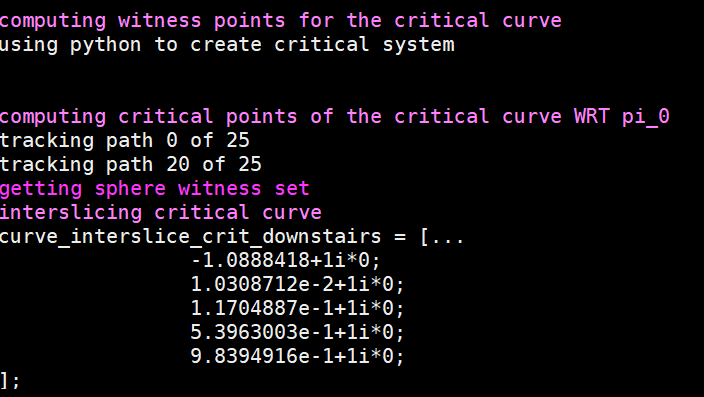 computing witness points for the critical curve
using python to create critical system
computing critical points of the critical curve WRT pi_0
tracking path 0 of 25
tracking path 20 of 25
getting sphere witness set
interslicing critical curve
curve_interslice_crit_downstairs = [...
-1.0888418+1i*0;
1.0308712e-2+1i*0;
1.1704887e-1+1i*0;
5.3963003e-1+1i*0;
9.8394916e-1+1i*0;
];